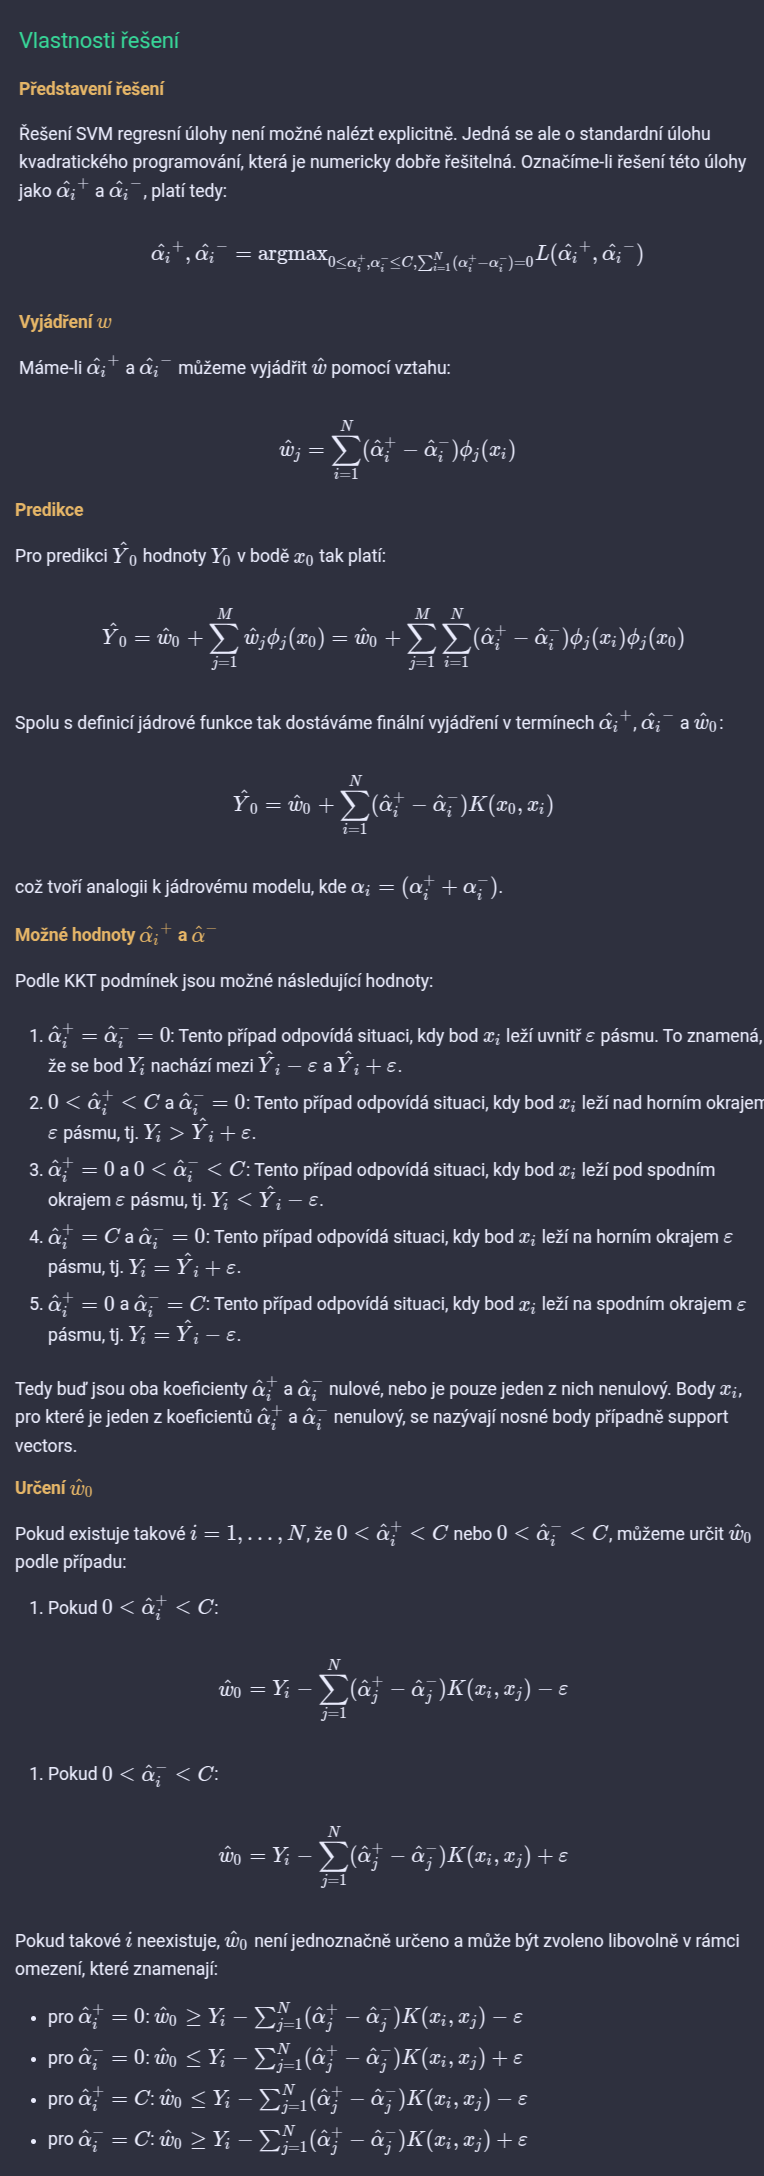 Vlastnosti řešení
Představení řešení
Řešení SVM regresní úlohy není možné nalézt explicitně. Jedná se ale o standardní úlohu
kvadratického programování, která je numericky dobře řešitelná. Označíme-li řešení této úlohy
jako $\hat{\alpha_i}^+$ a $\hat{\alpha_i}^-$, platí tedy:
$\hat{\alpha_i}^+, \hat{\alpha_i}^- = \text{argmax}_{0 \leq \alpha_i^+, \alpha_i^- \leq C, \sum_{i=1}^N (\alpha_i^+ - \alpha_i^-) = 0} L(\hat{\alpha_i}^+, \hat{\alpha_i}^-)$
Vyjádření $w$
Máme-li $\hat{\alpha_i}^+$ a $\hat{\alpha_i}^-$ můžeme vyjádřit $\hat{w}$ pomocí vztahu:
$\hat{w}_j = \sum_{i=1}^N (\hat{\alpha}_i^+ - \hat{\alpha}_i^-) \phi_j(x_i)$
Predikce
Pro predikci $\hat{Y}_0$ hodnoty $Y_0$ v bodě $x_0$ tak platí:
$\hat{Y}_0 = \hat{w}_0 + \sum_{j=1}^M \hat{w}_j \phi_j(x_0) = \hat{w}_0 + \sum_{j=1}^M \sum_{i=1}^N (\hat{\alpha}_i^+ - \hat{\alpha}_i^-) \phi_j(x_i) \phi_j(x_0)$
Spolu s definicí jádrové funkce tak dostáváme finální vyjádření v termínech $\hat{\alpha_i}^+$, $\hat{\alpha_i}^-$ a $\hat{w}_0$:
$\hat{Y}_0 = \hat{w}_0 + \sum_{i=1}^N (\hat{\alpha}_i^+ - \hat{\alpha}_i^-) K(x_0, x_i)$
což tvoří analogii k jádrovému modelu, kde $\alpha_i = (\alpha_i^+ + \alpha_i^-)$.
Možné hodnoty $\hat{\alpha_i}^+$ a $\hat{\alpha}^-$
Podle KKT podmínek jsou možné následující hodnoty:
1. $\hat{\alpha}_i^+ = \hat{\alpha}_i^- = 0$: Tento případ odpovídá situaci, kdy bod $x_i$ leží uvnitř $\varepsilon$ pásmu. To znamená,
že se bod $Y_i$ nachází mezi $\hat{Y}_i - \varepsilon$ a $\hat{Y}_i + \varepsilon$.
2. $0 < \hat{\alpha}_i^+ < C$ a $\hat{\alpha}_i^- = 0$: Tento případ odpovídá situaci, kdy bod $x_i$ leží nad horním okrajem
$\varepsilon$ pásmu, tj. $Y_i > \hat{Y}_i + \varepsilon$.
3. $\hat{\alpha}_i^+ = 0$ a $0 < \hat{\alpha}_i^- < C$: Tento případ odpovídá situaci, kdy bod $x_i$ leží pod spodním
okrajem $\varepsilon$ pásmu, tj. $Y_i < \hat{Y}_i - \varepsilon$.
4. $\hat{\alpha}_i^+ = C$ a $\hat{\alpha}_i^- = 0$: Tento případ odpovídá situaci, kdy bod $x_i$ leží na horním okrajem $\varepsilon$
pásmu, tj. $Y_i = \hat{Y}_i + \varepsilon$.
5. $\hat{\alpha}_i^+ = 0$ a $\hat{\alpha}_i^- = C$: Tento případ odpovídá situaci, kdy bod $x_i$ leží na spodním okrajem $\varepsilon$
pásmu, tj. $Y_i = \hat{Y}_i - \varepsilon$.
Tedy buď jsou oba koeficienty $\hat{\alpha}_i^+$ a $\hat{\alpha}_i^-$ nulové, nebo je pouze jeden z nich nenulový. Body $x_i$,
pro které je jeden z koeficientů $\hat{\alpha}_i^+$ a $\hat{\alpha}_i^-$ nenulový, se nazývají nosné body případně support
vectors.
Určení $\hat{w}_0$
Pokud existuje takové $i = 1, \ldots, N$, že $0 < \hat{\alpha}_i^+ < C$ nebo $0 < \hat{\alpha}_i^- < C$, můžeme určit $\hat{w}_0$
podle případu:
1. Pokud $0 < \hat{\alpha}_i^+ < C$:
$\hat{w}_0 = Y_i - \sum_{j=1}^N (\hat{\alpha}_j^+ - \hat{\alpha}_j^-) K(x_i, x_j) - \varepsilon$
1. Pokud $0 < \hat{\alpha}_i^- < C$:
$\hat{w}_0 = Y_i - \sum_{j=1}^N (\hat{\alpha}_j^+ - \hat{\alpha}_j^-) K(x_i, x_j) + \varepsilon$
Pokud takové $i$ neexistuje, $\hat{w}_0$ není jednoznačně určeno a může být zvoleno libovolně v rámci
omezení, které znamenají:
• pro $\hat{\alpha}_i^+ = 0$: $\hat{w}_0 \geq Y_i - \sum_{j=1}^N (\hat{\alpha}_j^+ - \hat{\alpha}_j^-) K(x_i, x_j) - \varepsilon$
• pro $\hat{\alpha}_i^- = 0$: $\hat{w}_0 \leq Y_i - \sum_{j=1}^N (\hat{\alpha}_j^+ - \hat{\alpha}_j^-) K(x_i, x_j) + \varepsilon$
• pro $\hat{\alpha}_i^+ = C$: $\hat{w}_0 \leq Y_i - \sum_{j=1}^N (\hat{\alpha}_j^+ - \hat{\alpha}_j^-) K(x_i, x_j) - \varepsilon$
• pro $\hat{\alpha}_i^- = C$: $\hat{w}_0 \geq Y_i - \sum_{j=1}^N (\hat{\alpha}_j^+ - \hat{\alpha}_j^-) K(x_i, x_j) + \varepsilon$